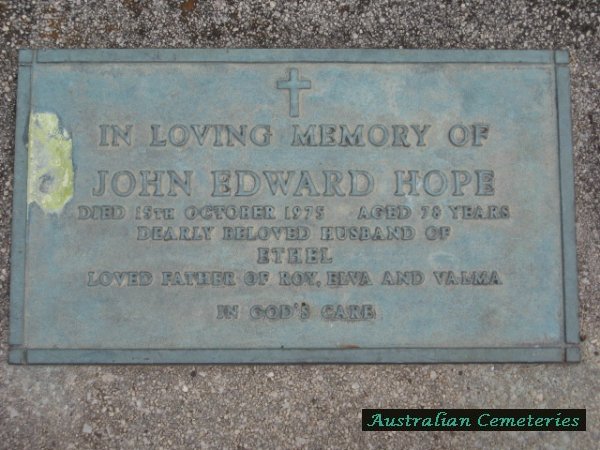 IN LOVING MEMORY OF
JOHN EDWARD HOPE
DIED 15TH OCTOBER 1975 AGED 78 YEARS
DEARLY BELOVED HUSBAND OF
ETHEL
LOVED FATHER OF ROY, ELVA AND VALMA
IN GOD'S CARE
Australian Cemeteries